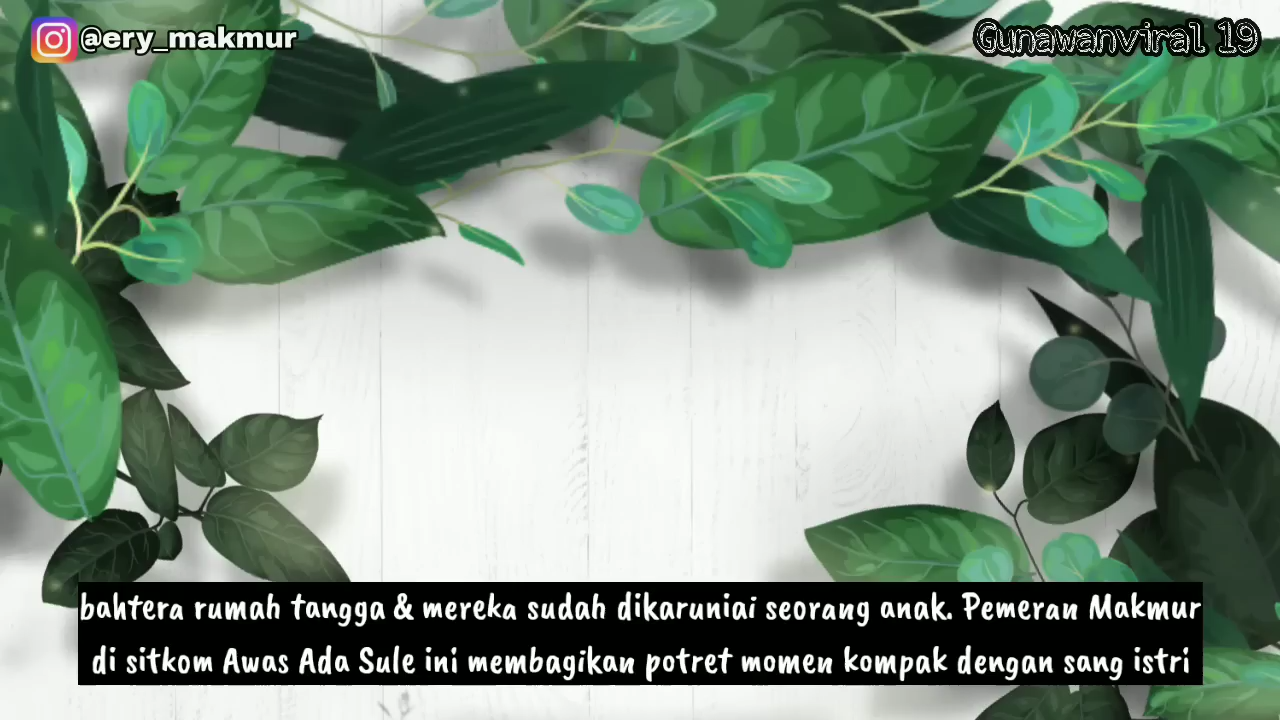 @ery_makmur
Gunawanviral 19
bahtera rumah tangga & mereka sudah dikaruniai seorang anak. Pemeran Makmur
di sitkom Awas Ada Sule ini membagikan potret momen kompak dengan sang istri